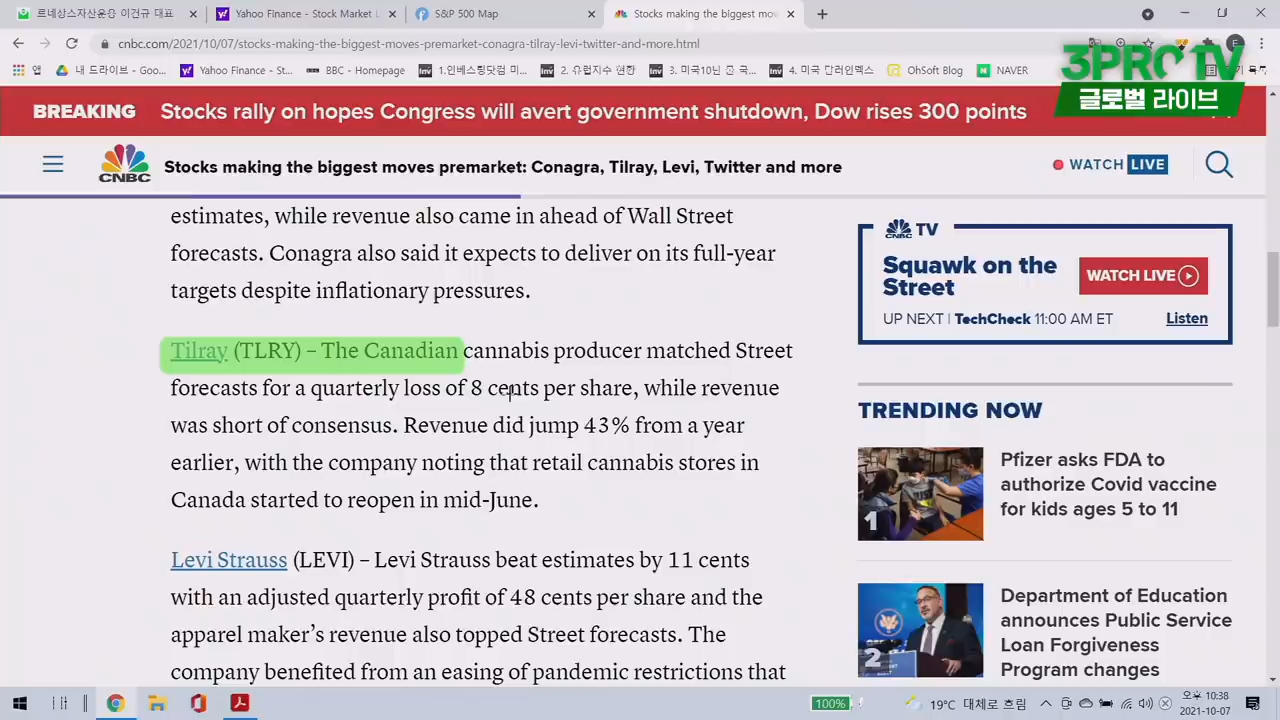 르네상스자산운용 이건규 대표
Yahoo Finance - Stock Market L
S&P 500 Map
Stocks making the biggest mov
cnbc.com/2021/10/07/stocks-making-the-biggest-moves-premarket-conagra-tilray-levi-twitter-and-more.html
앱
내 드라이브 - Goo...
Yahoo Finance - St...
BBC - Homepage
1.인베스팅닷컴 미...
2. 유럽지수 현황
3. 미국10년 준 국...
4. 미국 달러인덱스
OhSoft Blog
NAVER
3PRO TV
글로벌 라이브
BREAKING
Stocks rally on hopes Congress will avert government shutdown, Dow rises 300 points
CNBC
Stocks making the biggest moves premarket: Conagra, Tilray, Levi, Twitter and more
WATCH LIVE
estimates, while revenue also came in ahead of Wall Street
forecasts. Conagra also said it expects to deliver on its full-year
targets despite inflationary pressures.
Tilray (TLRY) – The Canadian cannabis producer matched Street
forecasts for a quarterly loss of 8 cents per share, while revenue
was short of consensus. Revenue did jump 43% from a year
earlier, with the company noting that retail cannabis stores in
Canada started to reopen in mid-June.
Levi Strauss (LEVI) – Levi Strauss beat estimates by 11 cents
with an adjusted quarterly profit of 48 cents per share and the
apparel maker’s revenue also topped Street forecasts. The
company benefited from an easing of pandemic restrictions that
CNBC TV
Squawk on the
Street
WATCH LIVE
UP NEXT | TechCheck 11:00 AM ET
Listen
TRENDING NOW
1
Pfizer asks FDA to
authorize Covid vaccine
for kids ages 5 to 11
2
Department of Education
announces Public Service
Loan Forgiveness
Program changes
100%
19°C 대체로 흐림
오후 10:38
2021-10-07